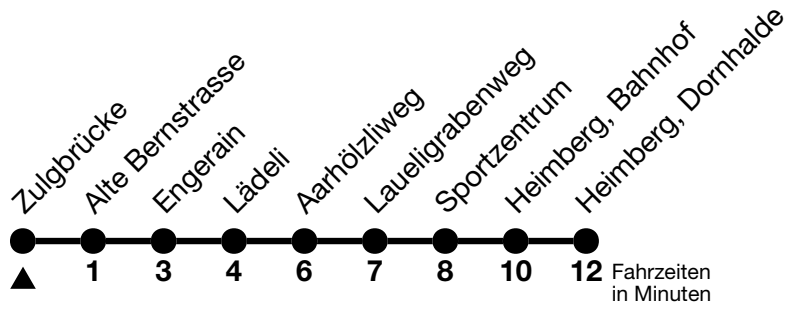 Zulgbrücke
Alte Bernstrasse
Engerain
Lädeli
Aarhölzliweg
Laueligrabenweg
Sportzentrum
Heimberg, Bahnhof
Heimberg, Dornhalde
1 3 4 6 7 8 10 12 Fahrzeiten
in Minuten